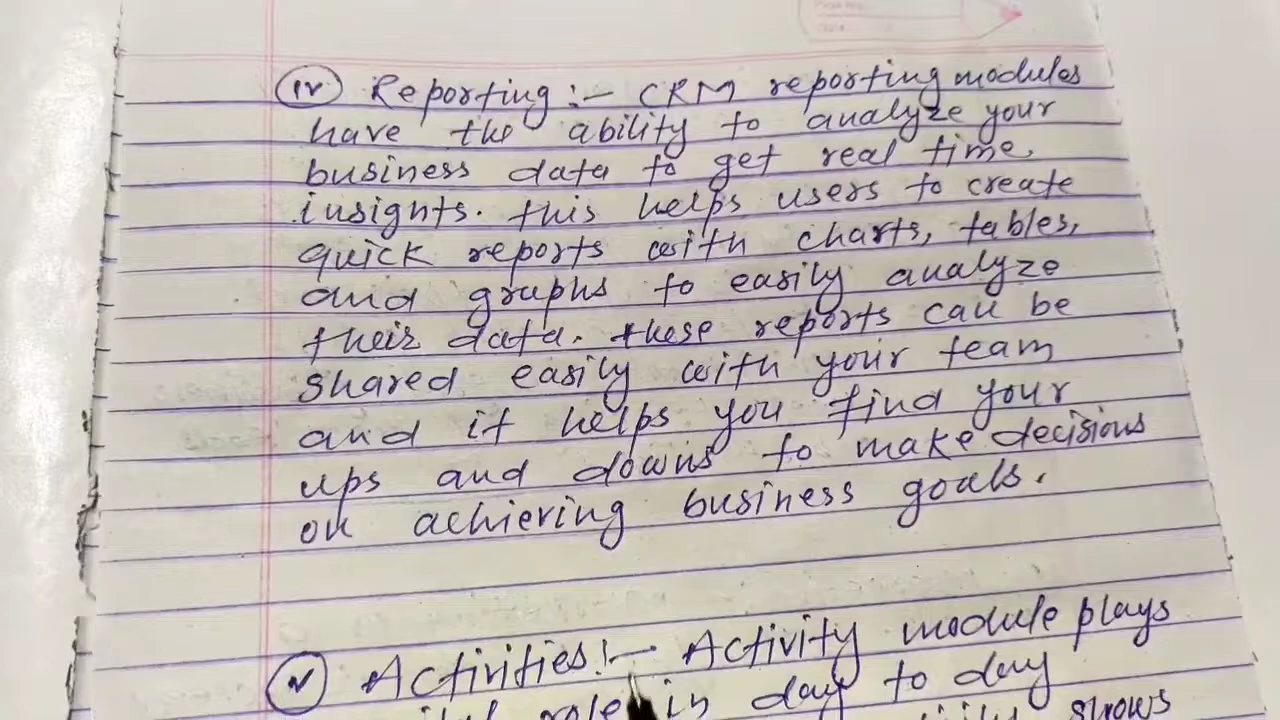 (iv) Reporting :- CRM reporting modules
have the ability to analyze your
business data to get real time
insights. this helps users to create
quick reports with charts, tables,
and graphs to easily analyze
their data. these reports can be
shared easily with your team
and it helps you find your
ups and downs to make decisions
on achieving business goals.
(v) Activities :- Activity module plays
role in day to day
shows